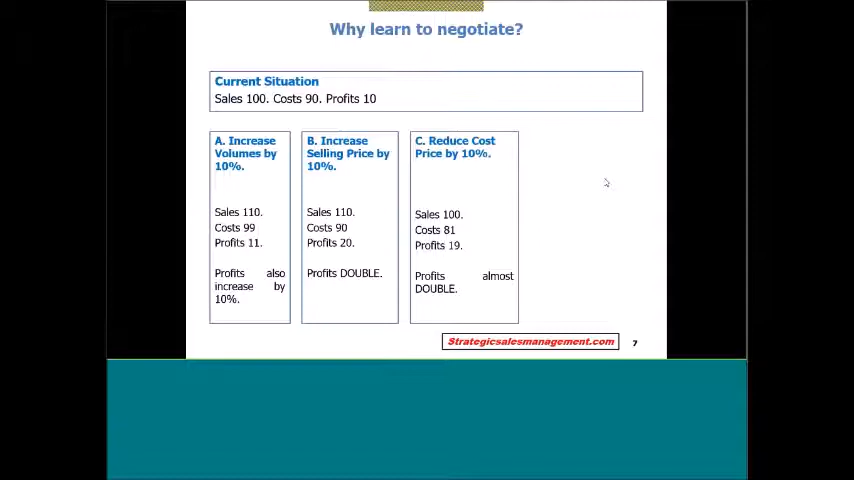 Why learn to negotiate?
Current Situation
Sales 100. Costs 90. Profits 10
A. Increase
Volumes by
10%.
Sales 110.
Costs 99
Profits 11.
Profits also
increase by
10%.
B. Increase
Selling Price by
10%.
Sales 110.
Costs 90
Profits 20.
Profits DOUBLE.
C. Reduce Cost
Price by 10%.
Sales 100.
Costs 81
Profits 19.
Profits almost
DOUBLE.
Strategicsalesmanagement.com
7